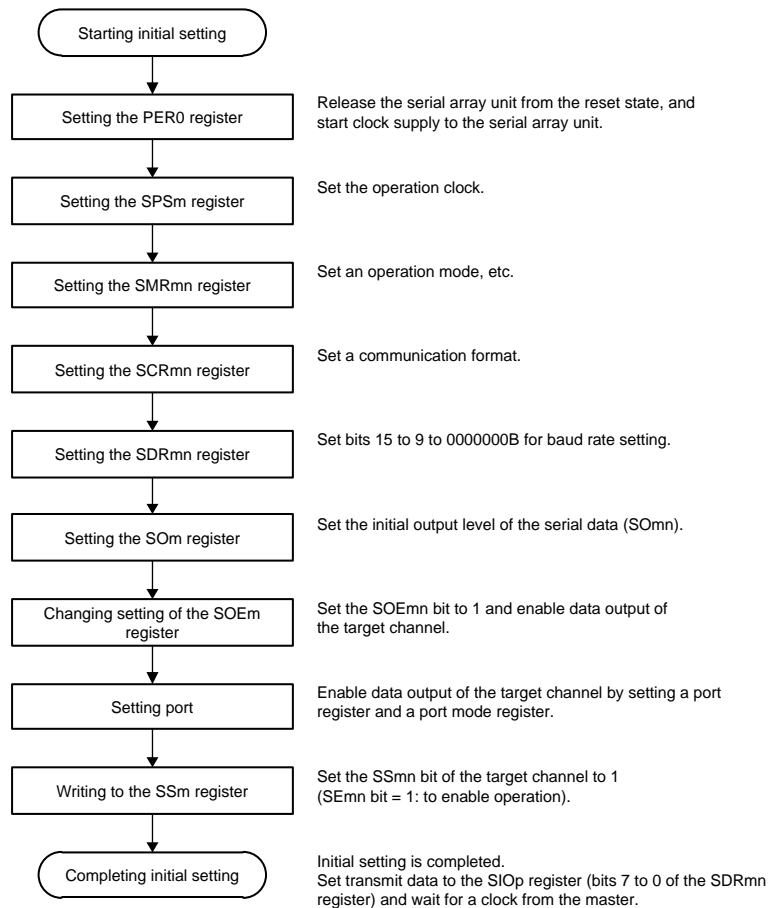 Starting initial setting
Setting the PER0 register
Release the serial array unit from the reset state, and
start clock supply to the serial array unit.
Setting the SPSm register
Set the operation clock.
Setting the SMRmn register
Set an operation mode, etc.
Setting the SCRmn register
Set a communication format.
Setting the SDRmn register
Set bits 15 to 9 to 0000000B for baud rate setting.
Setting the SOm register
Set the initial output level of the serial data (SOmn).
Changing setting of the SOEm
register
Set the SOEmn bit to 1 and enable data output of
the target channel.
Setting port
Enable data output of the target channel by setting a port
register and a port mode register.
Writing to the SSm register
Set the SSmn bit of the target channel to 1
(SEmn bit = 1: to enable operation).
Completing initial setting
Initial setting is completed.
Set transmit data to the SIOp register (bits 7 to 0 of the SDRmn
register) and wait for a clock from the master.